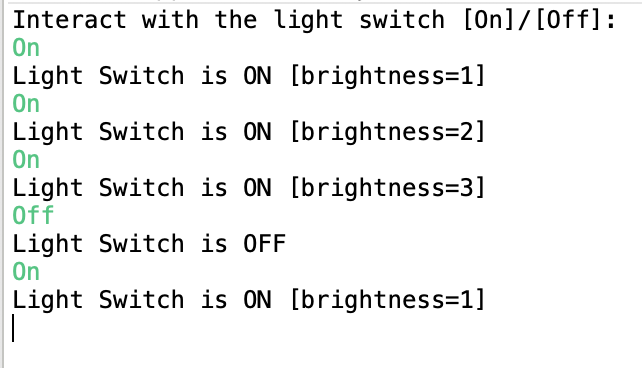 Interact with the light switch [On]/[Off]:
On
Light Switch is ON [brightness=1]
On
Light Switch is ON [brightness=2]
On
Light Switch is ON [brightness=3]
Off
Light Switch is OFF
On
Light Switch is ON [brightness=1]